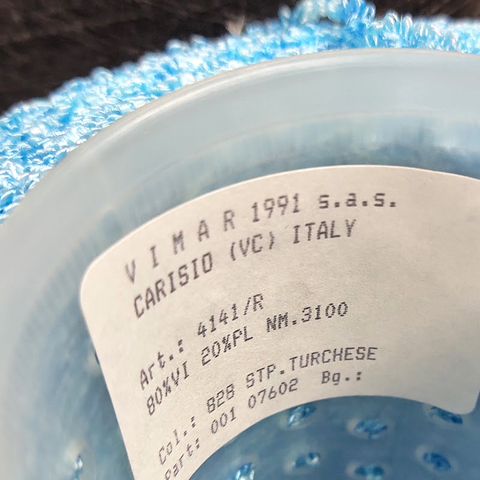 VIMAR 1991 s.a.s.
CARISIO (VC) ITALY
Art.: 4141/R
80%VI 20%PL NM.3100
Col.: 828 STP.TURCHESE
Part: 001 07602 Bg.: